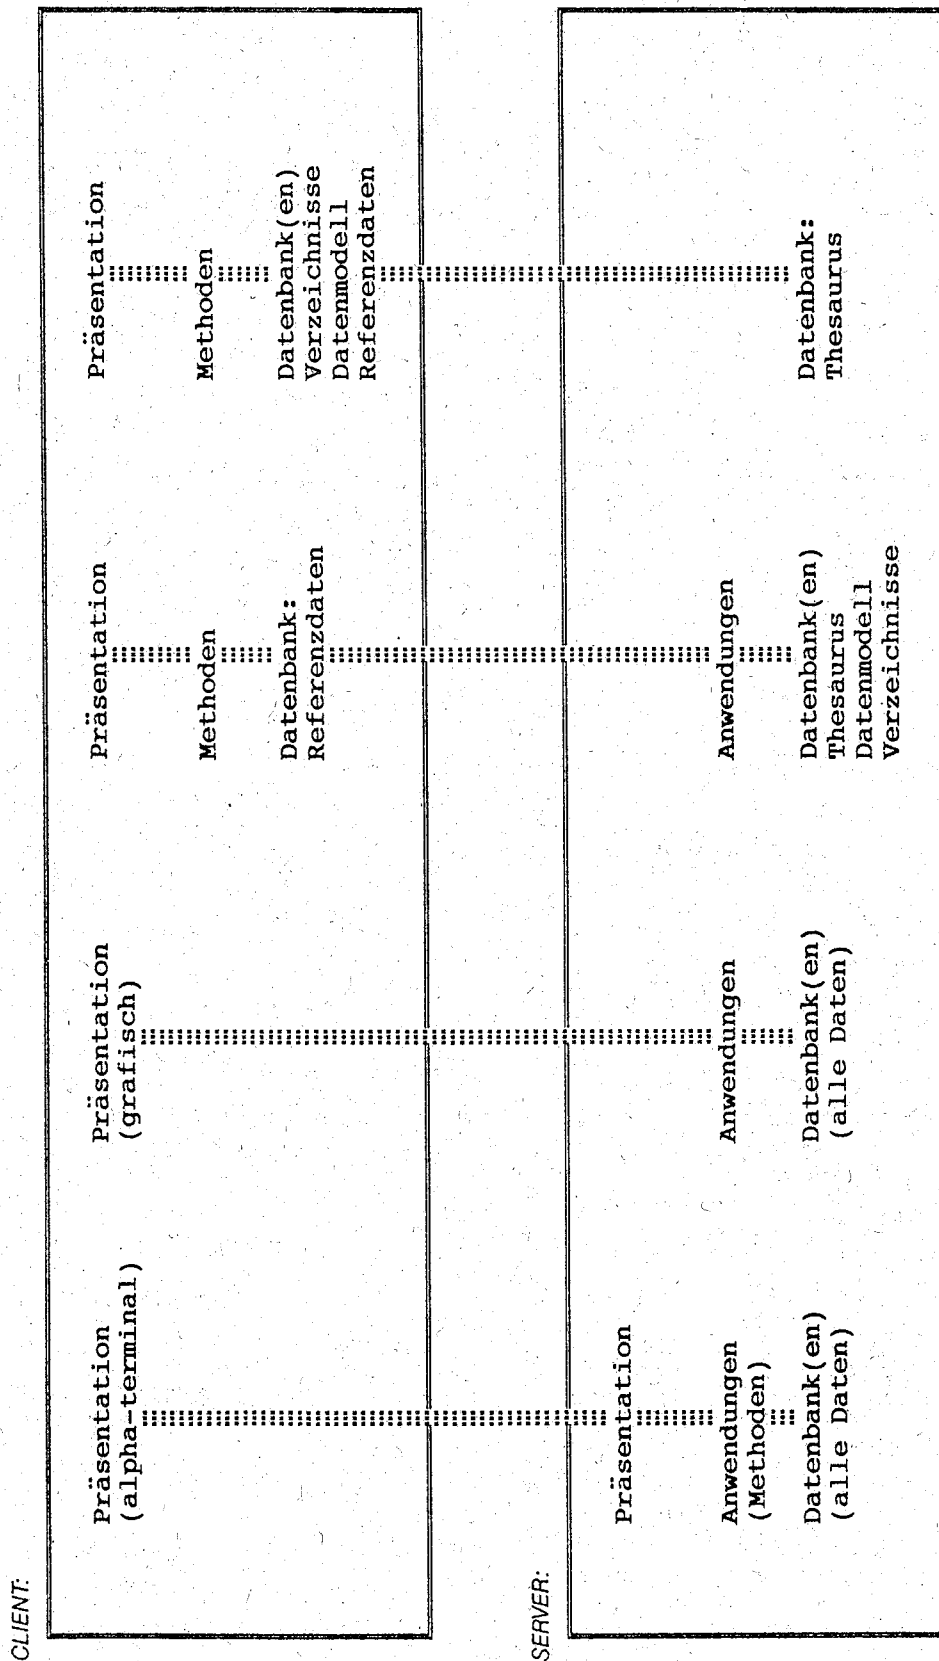 CLIENT:
Präsentation
(alpha-terminal)
Präsentation
(grafisch)
Präsentation
Methoden
Datenbank:
Referenzdaten
Präsentation
Methoden
Datenbank(en)
Verzeichnisse
Datenmodell
Referenzdaten
SERVER:
Präsentation
Anwendungen
(Methoden)
Datenbank(en)
(alle Daten)
Anwendungen
Datenbank(en)
(alle Daten)
Anwendungen
Datenbank(en)
Thesaurus
Datenmodell
Verzeichnisse
Datenbank:
Thesaurus